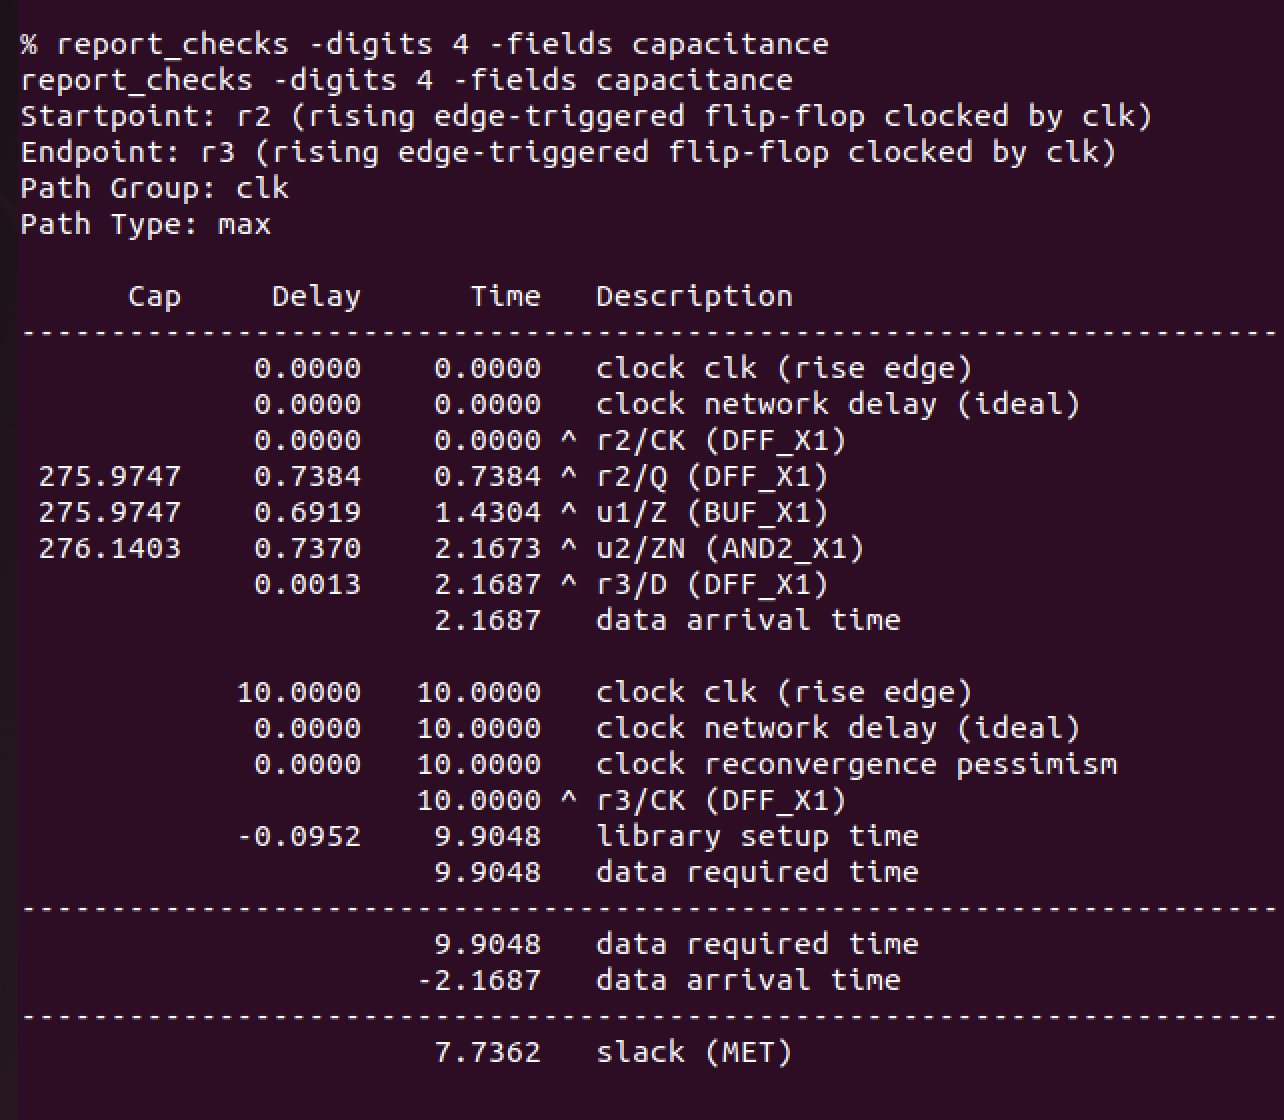 % report_checks -digits 4 -fields capacitance
report_checks -digits 4 -fields capacitance
Startpoint: r2 (rising edge-triggered flip-flop clocked by clk)
Endpoint: r3 (rising edge-triggered flip-flop clocked by clk)
Path Group: clk
Path Type: max
      Cap     Delay      Time   Description
----------------------------------------------------------------------
             0.0000    0.0000   clock clk (rise edge)
             0.0000    0.0000   clock network delay (ideal)
             0.0000    0.0000 ^ r2/CK (DFF_X1)
 275.9747    0.7384    0.7384 ^ r2/Q (DFF_X1)
 275.9747    0.6919    1.4304 ^ u1/Z (BUF_X1)
 276.1403    0.7370    2.1673 ^ u2/ZN (AND2_X1)
             0.0013    2.1687 ^ r3/D (DFF_X1)
                       2.1687   data arrival time
            10.0000   10.0000   clock clk (rise edge)
             0.0000   10.0000   clock network delay (ideal)
             0.0000   10.0000   clock reconvergence pessimism
                      10.0000 ^ r3/CK (DFF_X1)
            -0.0952    9.9048   library setup time
                       9.9048   data required time
----------------------------------------------------------------------
                       9.9048   data required time
                      -2.1687   data arrival time
----------------------------------------------------------------------
                       7.7362   slack (MET)